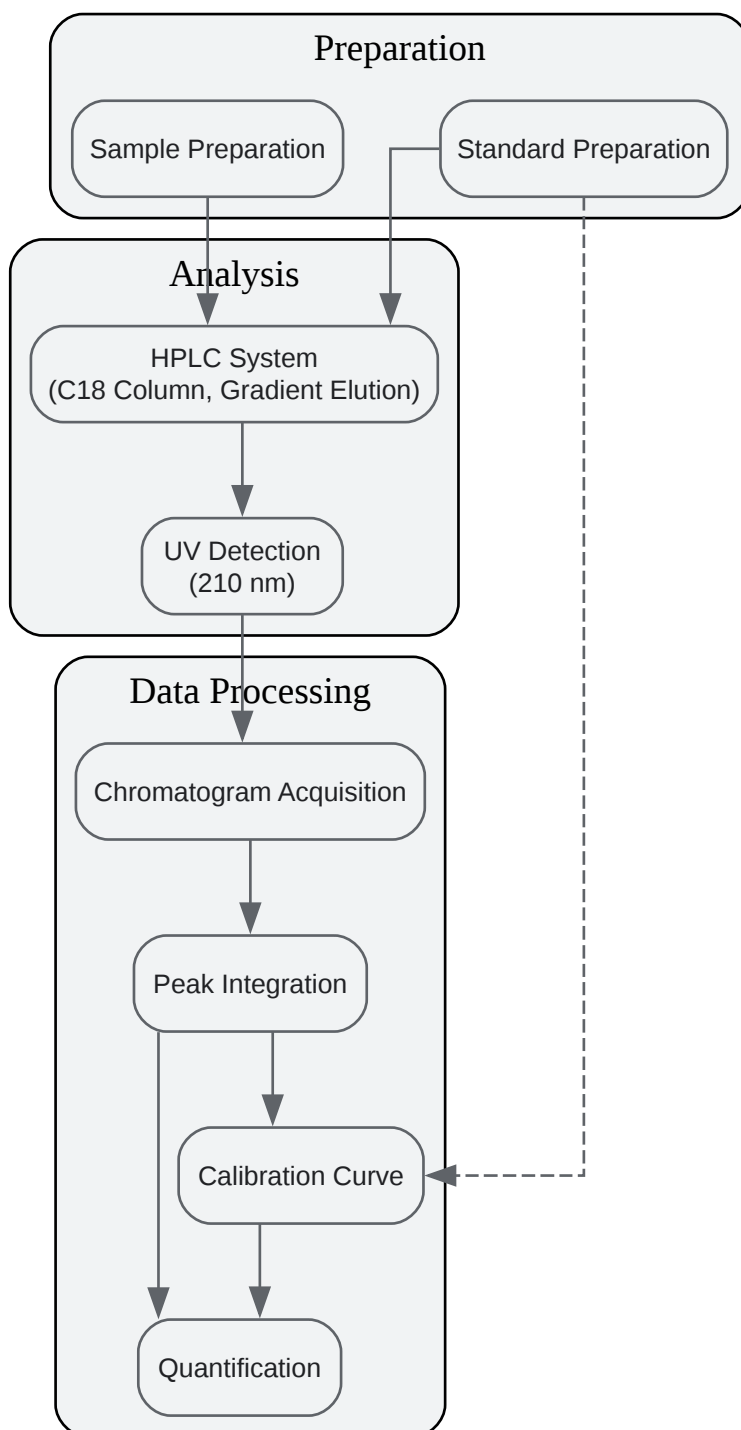 Preparation
Sample Preparation
Standard Preparation
Analysis
HPLC System
(C18 Column, Gradient Elution)
UV Detection
(210 nm)
Data Processing
Chromatogram Acquisition
Peak Integration
Calibration Curve
Quantification